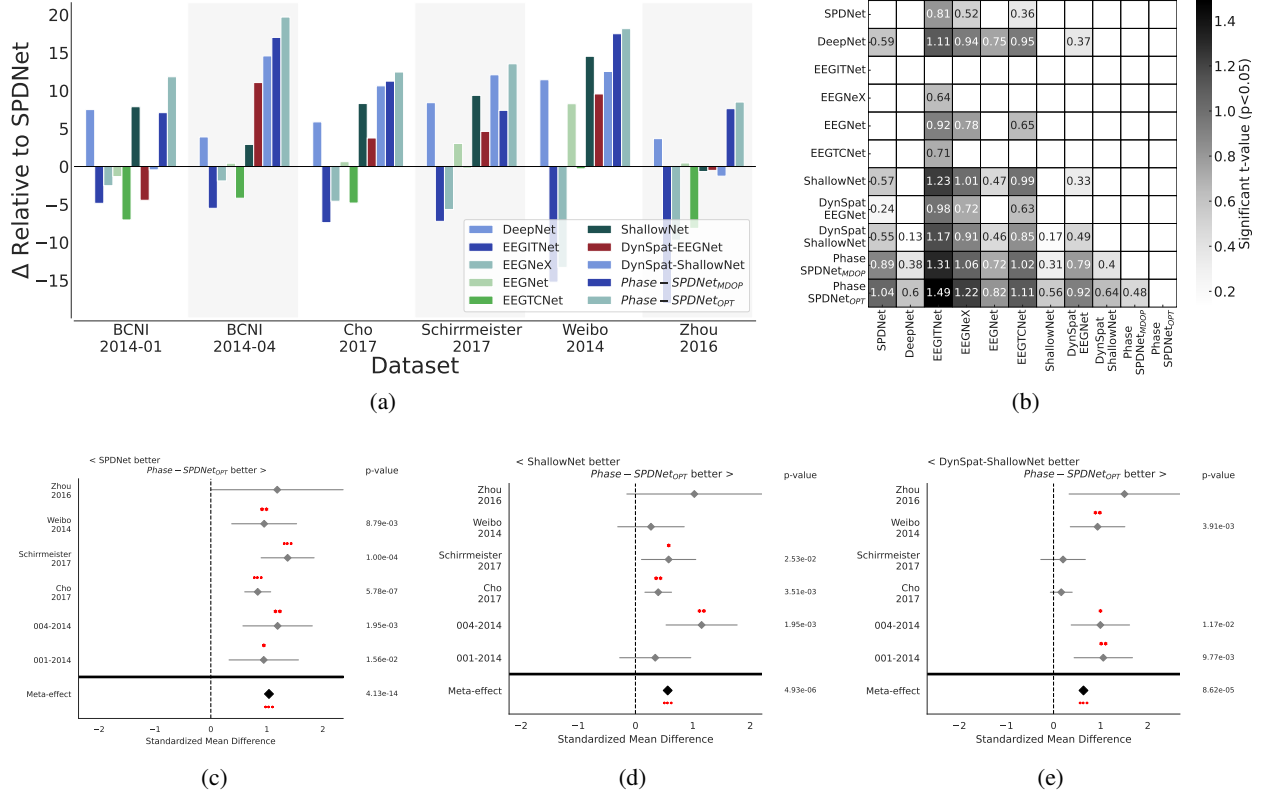 20
15
10
5
0
−5
−10
−15
Δ Relative to SPDNet
DeepNet
EEGITNet
EEGNeX
EEGNet
EEGTCNet
ShallowNet
DynSpat-EEGNet
DynSpat-ShallowNet
Phase − SPDNet_MDOP
Phase − SPDNet_OPT
BCNI
2014-01
BCNI
2014-04
Cho
2017
Schirrmeister
2017
Weibo
2014
Zhou
2016
Dataset
(a)
SPDNet 0.81 0.52 0.36
DeepNet 0.59 1.11 0.94 0.75 0.95 0.37
EEGITNet
EEGNeX 0.64
EEGNet 0.92 0.78 0.65
EEGTCNet 0.71
ShallowNet 0.57 1.23 1.01 0.47 0.99 0.33
DynSpat
EEGNet 0.24 0.98 0.72 0.63
DynSpat
ShallowNet 0.55 0.13 1.17 0.91 0.46 0.85 0.17 0.49
Phase
SPDNet_MDOP 0.89 0.38 1.31 1.06 0.72 1.02 0.31 0.79 0.4
Phase
SPDNet_OPT 1.04 0.6 1.49 1.22 0.82 1.11 0.56 0.92 0.64 0.48
SPDNet
DeepNet
EEGITNet
EEGNeX
EEGNet
EEGTCNet
ShallowNet
DynSpat
EEGNet
DynSpat
ShallowNet
Phase
SPDNet_MDOP
Phase
SPDNet_OPT
1.4
1.2
1.0
0.8
0.6
0.4
0.2
Significant t-value (p<0.05)
(b)
< SPDNet better
Phase − SPDNet_OPT better >
p-value
Zhou
2016
Weibo
2014
8.79e-03
Schirrmeister
2017
1.00e-04
Cho
2017
5.78e-07
004-2014
1.95e-03
001-2014
1.56e-02
Meta-effect
4.13e-14
−2 −1 0 1 2
Standardized Mean Difference
(c)
< ShallowNet better
Phase − SPDNet_OPT better >
p-value
Zhou
2016
Weibo
2014
Schirrmeister
2017
2.53e-02
Cho
2017
3.51e-03
004-2014
1.95e-03
001-2014
Meta-effect
4.93e-06
−2 −1 0 1 2
Standardized Mean Difference
(d)
< DynSpat-ShallowNet better
Phase − SPDNet_OPT better >
p-value
Zhou
2016
Weibo
2014
3.91e-03
Schirrmeister
2017
Cho
2017
004-2014
1.17e-02
001-2014
9.77e-03
Meta-effect
8.62e-05
−2 −1 0 1 2
Standardized Mean Difference
(e)